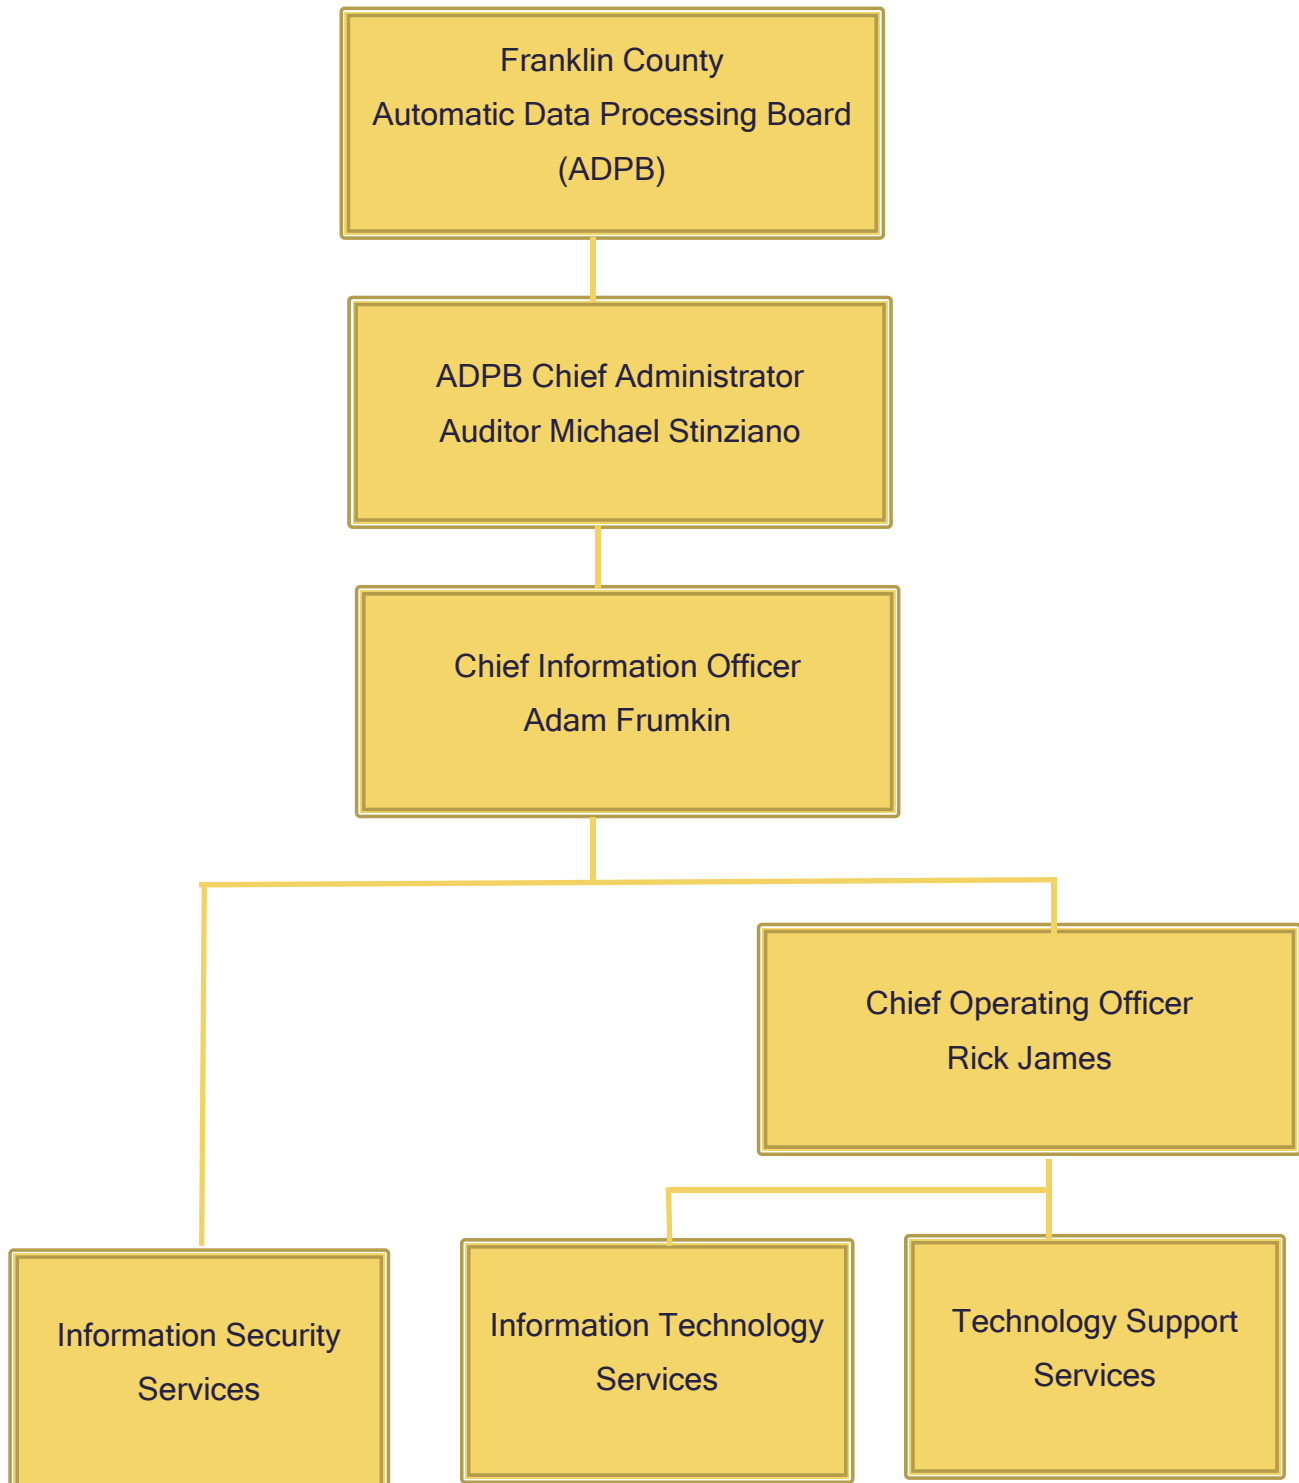 Franklin County
Automatic Data Processing Board
(ADPB)
ADPB Chief Administrator
Auditor Michael Stinziano
Chief Information Officer
Adam Frumkin
Chief Operating Officer
Rick James
Information Security
Services
Information Technology
Services
Technology Support
Services